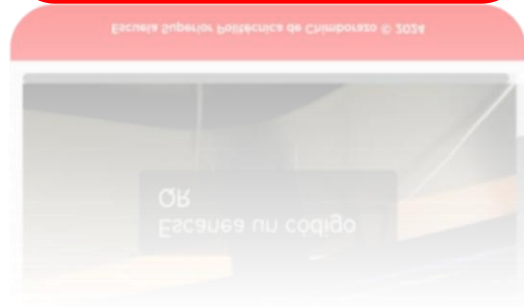 Escanea un código
QR
Escuela Superior Politécnica de Chimborazo © 2024